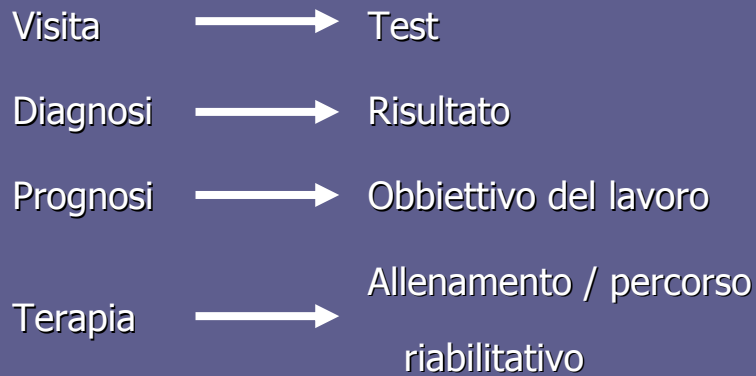 Visita Test
Diagnosi Risultato
Prognosi Obbiettivo del lavoro
Terapia Allenamento / percorso
riabilitativo